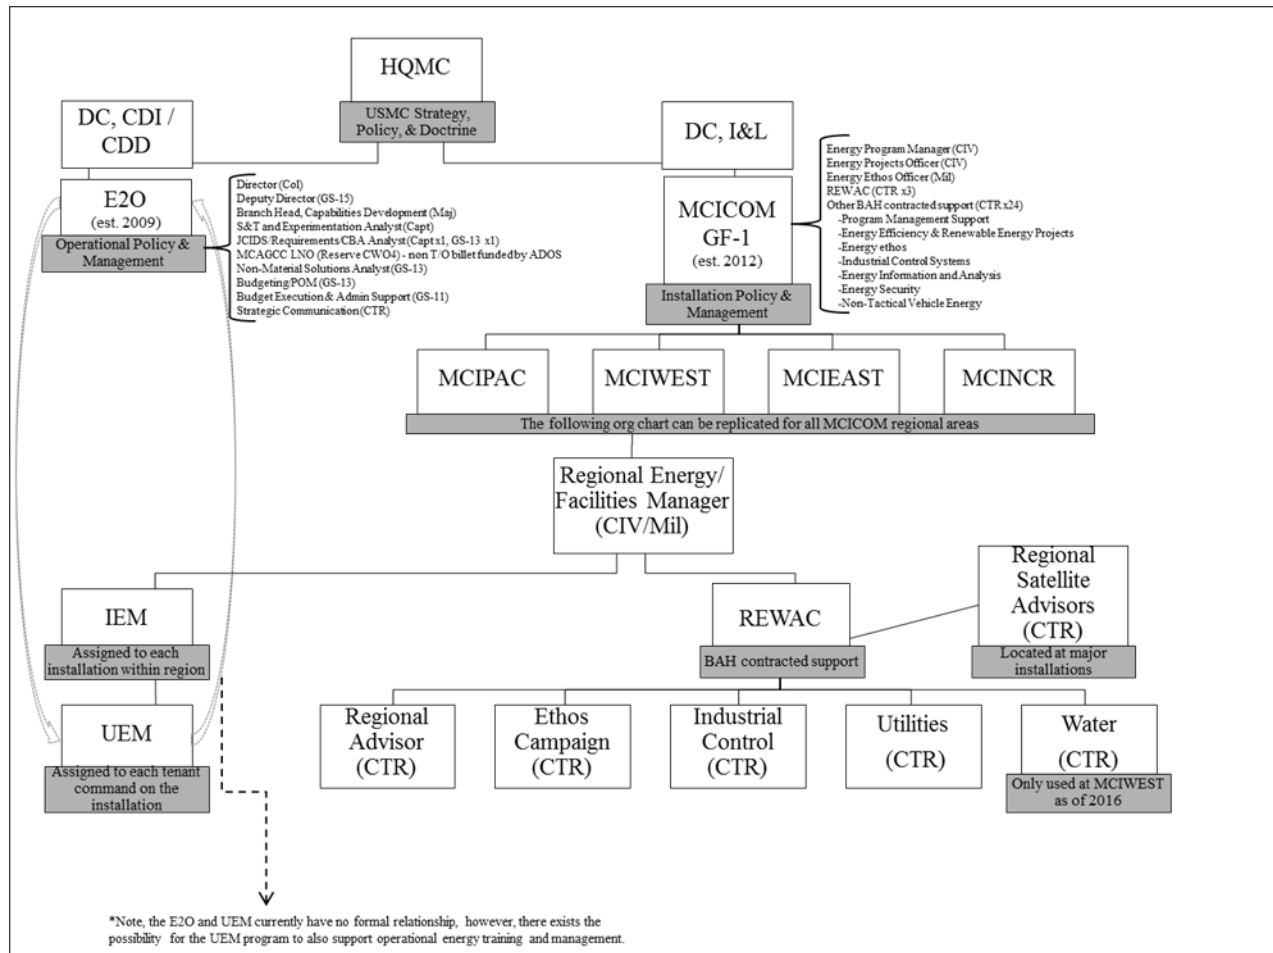 HQMC
USMC Strategy,
Policy, & Doctrine
DC, CDI /
CDD
E2O
(est. 2009)
Operational Policy &
Management
Director (Col)
Deputy Director (GS-15)
Branch Head, Capabilities Development (Maj)
S&T and Experimentation Analyst (Capt)
JCIDS/Requirements/CBA Analyst (Capt x1, GS-13 x1)
MCAGCC LNO (Reserve CWO4) - non T/O billet funded by ADOS
Non-Material Solutions Analyst (GS-13)
Budgeting/POM (GS-13)
Budget Execution & Admin Support (GS-11)
Strategic Communication (CTR)
DC, I&L
MCICOM
GF-1
(est. 2012)
Installation Policy &
Management
Energy Program Manager (CIV)
Energy Projects Officer (CIV)
Energy Ethos Officer (Mil)
REWAC (CTR x3)
Other BAH contracted support (CTR x24)
-Program Management Support
-Energy Efficiency & Renewable Energy Projects
-Energy ethos
-Industrial Control Systems
-Energy Information and Analysis
-Energy Security
-Non-Tactical Vehicle Energy
MCIPAC
MCIWEST
MCIEAST
MCINCR
The following org chart can be replicated for all MCICOM regional areas
Regional Energy/
Facilities Manager
(CIV/Mil)
IEM
Assigned to each
installation within region
UEM
Assigned to each tenant
command on the
installation
REWAC
BAH contracted support
Regional
Satellite
Advisors
(CTR)
Located at major
installations
Regional
Advisor
(CTR)
Ethos
Campaign
(CTR)
Industrial
Control
(CTR)
Utilities
(CTR)
Water
(CTR)
Only used at MCIWEST
as of 2016
*Note, the E2O and UEM currently have no formal relationship, however, there exists the
possibility for the UEM program to also support operational energy training and management.